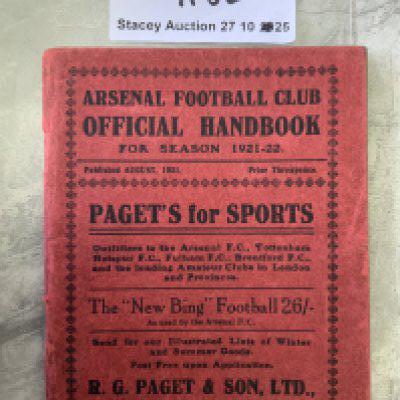 Stacey Auction 27 10 25
ARSENAL FOOTBALL CLUB
OFFICIAL HANDBOOK
FOR SEASON 1921-22.
Published AUGUST, 1921. Price Threepence.
PAGET'S for SPORTS
Outfitters to the Arsenal F.C., Tottenham
Hotspur F.C., Fulham F.C., Brentford F.C.,
and the leading Amateur Clubs in London
and Provinces.
The "New Bing" Football 26/-
As used by the Arsenal F.C.
Send for our Illustrated Lists of Winter
and Summer Goods.
Post Free upon Application.
R. G. PAGET & SON, LTD.,